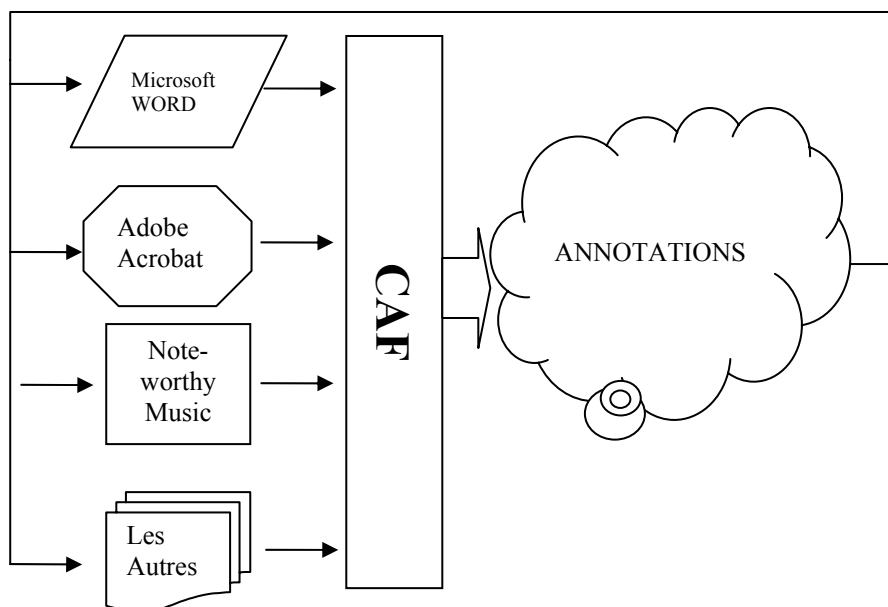 Microsoft
WORD
Adobe
Acrobat
Note-
worthy
Music
Les
Autres
CAF
ANNOTATIONS